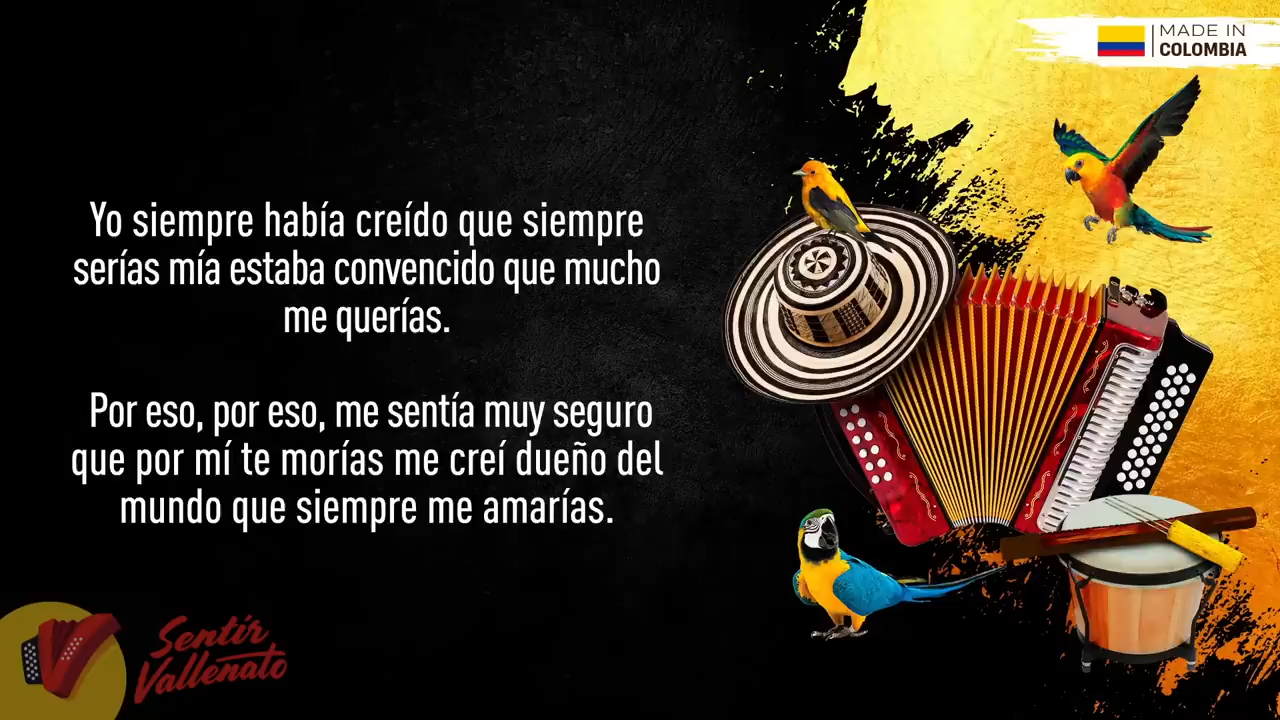 MADE IN
COLOMBIA
Yo siempre había creído que siempre
serías mía estaba convencido que mucho
me querías.
Por eso, por eso, me sentía muy seguro
que por mí te morías me creí dueño del
mundo que siempre me amarías.
Sentir
Vallenato